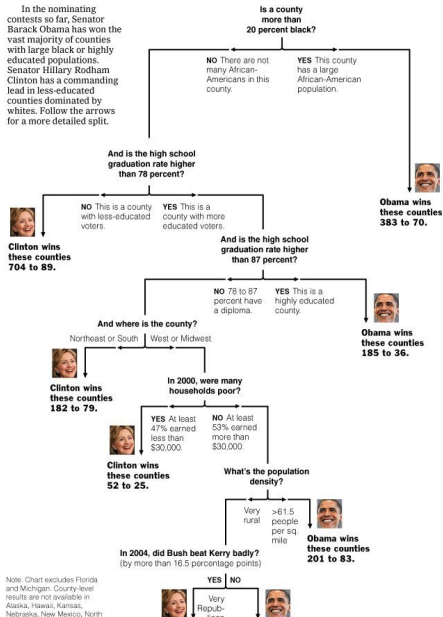 In the nominating
contests so far, Senator
Barack Obama has won the
vast majority of counties
with large black or highly
educated populations.
Senator Hillary Rodham
Clinton has a commanding
lead in less-educated
counties dominated by
whites. Follow the arrows
for a more detailed split.
Is a county
more than
20 percent black?
NO There are not
many African-
Americans in this
county.
YES This county
has a large
African-American
population.
Obama wins
these counties
383 to 70.
And is the high school
graduation rate higher
than 78 percent?
NO This is a county
with less-educated
voters.
YES This is a
county with more
educated voters.
Clinton wins
these counties
704 to 89.
And is the high school
graduation rate higher
than 87 percent?
NO 78 to 87
percent have
a diploma.
YES This is a
highly educated
county.
Obama wins
these counties
185 to 36.
And where is the county?
Northeast or South
West or Midwest
Clinton wins
these counties
182 to 79.
In 2000, were many
households poor?
YES At least
47% earned
less than
$30,000.
NO At least
53% earned
more than
$30,000.
Clinton wins
these counties
52 to 25.
What's the population
density?
Very
rural
>61.5
people
per sq.
mile
Obama wins
these counties
201 to 83.
In 2004, did Bush beat Kerry badly?
(by more than 16.5 percentage points)
YES
NO
Very
Repub-
Note: Chart excludes Florida
and Michigan. County-level
results are not available in
Alaska, Hawaii, Kansas,
Nebraska, New Mexico, North